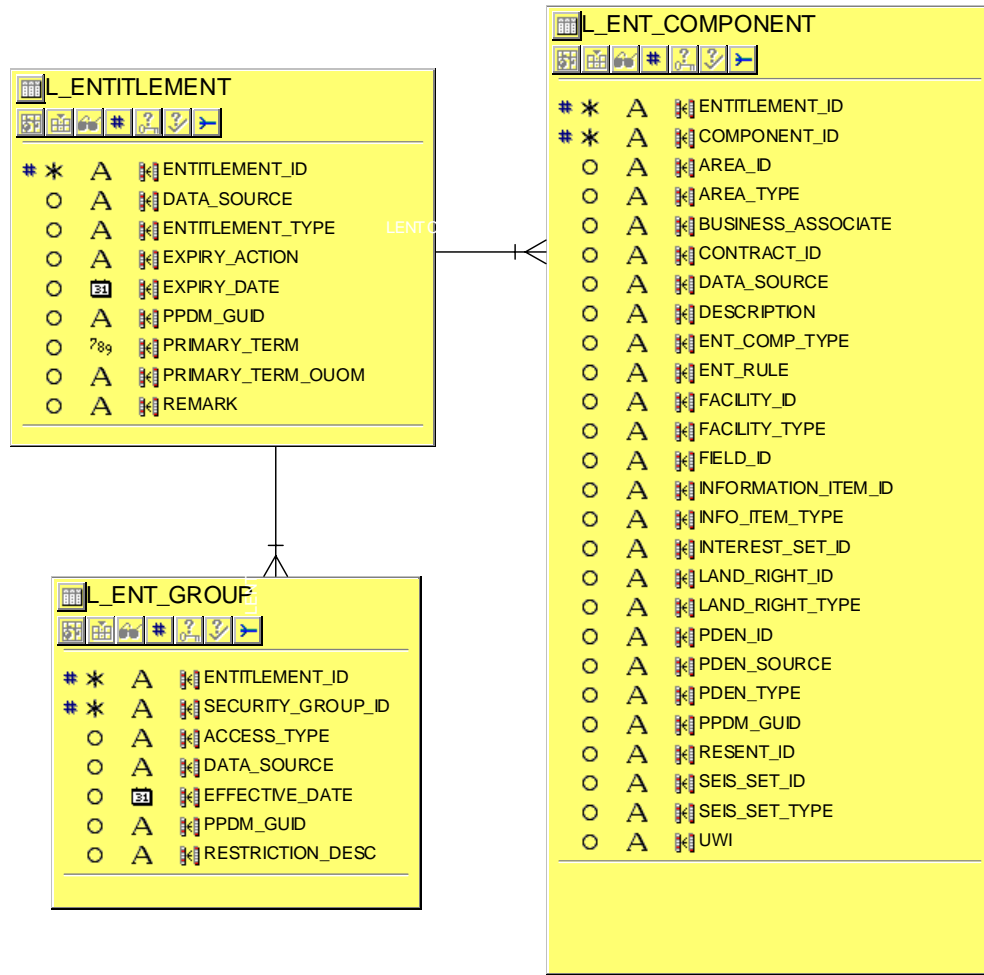 L_ENTITLEMENT
# * A ENTITLEMENT_ID
O A DATA_SOURCE
O A ENTITLEMENT_TYPE
O A EXPIRY_ACTION
O 31 EXPIRY_DATE
O A PPDM_GUID
O 789 PRIMARY_TERM
O A PRIMARY_TERM_OUOM
O A REMARK
LENTC
L_ENT_GROUP
# * A ENTITLEMENT_ID
# * A SECURITY_GROUP_ID
O A ACCESS_TYPE
O A DATA_SOURCE
O 31 EFFECTIVE_DATE
O A PPDM_GUID
O A RESTRICTION_DESC
L_ENT_COMPONENT
# * A ENTITLEMENT_ID
# * A COMPONENT_ID
O A AREA_ID
O A AREA_TYPE
O A BUSINESS_ASSOCIATE
O A CONTRACT_ID
O A DATA_SOURCE
O A DESCRIPTION
O A ENT_COMP_TYPE
O A ENT_RULE
O A FACILITY_ID
O A FACILITY_TYPE
O A FIELD_ID
O A INFORMATION_ITEM_ID
O A INFO_ITEM_TYPE
O A INTEREST_SET_ID
O A LAND_RIGHT_ID
O A LAND_RIGHT_TYPE
O A PDEN_ID
O A PDEN_SOURCE
O A PDEN_TYPE
O A PPDM_GUID
O A RESENT_ID
O A SEIS_SET_ID
O A SEIS_SET_TYPE
O A UWI